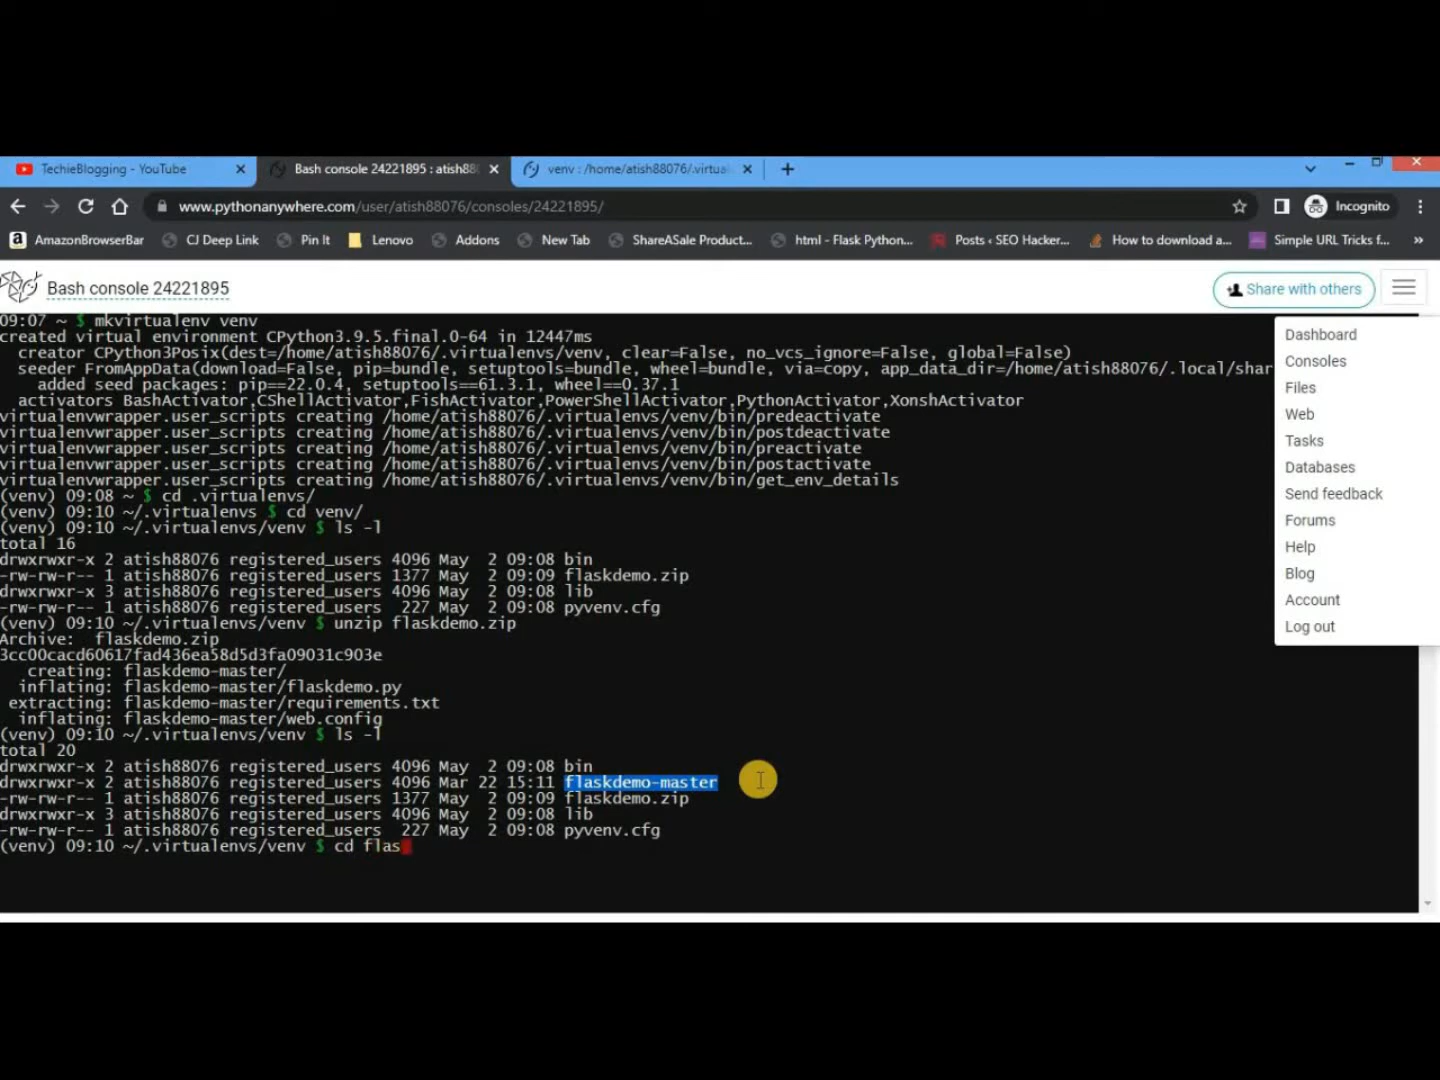 TechieBlogging - YouTube
Bash console 24221895 : atish88
venv : /home/atish88076/.virtua
www.pythonanywhere.com/user/atish88076/consoles/24221895/
Incognito
AmazonBrowserBar
CJ Deep Link
Pin It
Lenovo
Addons
New Tab
ShareASale Product...
html - Flask Python...
Posts ‹ SEO Hacker...
How to download a...
Simple URL Tricks f...
»
Bash console 24221895
Share with others
09:07 ~ $ mkvirtualenv venv
created virtual environment CPython3.9.5.final.0-64 in 12447ms
creator CPython3Posix(dest=/home/atish88076/.virtualenvs/venv, clear=False, no_vcs_ignore=False, global=False)
seeder FromAppData(download=False, pip=bundle, setuptools=bundle, wheel=bundle, via=copy, app_data_dir=/home/atish88076/.local/shar
added seed packages: pip==22.0.4, setuptools==61.3.1, wheel==0.37.1
activators BashActivator,CShellActivator,FishActivator,PowerShellActivator,PythonActivator,XonshActivator
virtualenvwrapper.user_scripts creating /home/atish88076/.virtualenvs/venv/bin/predeactivate
virtualenvwrapper.user_scripts creating /home/atish88076/.virtualenvs/venv/bin/postdeactivate
virtualenvwrapper.user_scripts creating /home/atish88076/.virtualenvs/venv/bin/preactivate
virtualenvwrapper.user_scripts creating /home/atish88076/.virtualenvs/venv/bin/postactivate
virtualenvwrapper.user_scripts creating /home/atish88076/.virtualenvs/venv/bin/get_env_details
(venv) 09:08 ~ $ cd .virtualenvs/
(venv) 09:10 ~/.virtualenvs $ cd venv/
(venv) 09:10 ~/.virtualenvs/venv $ ls -l
total 16
drwxrwxr-x 2 atish88076 registered_users 4096 May  2 09:08 bin
-rw-rw-r-- 1 atish88076 registered_users 1377 May  2 09:09 flaskdemo.zip
drwxrwxr-x 3 atish88076 registered_users 4096 May  2 09:08 lib
-rw-rw-r-- 1 atish88076 registered_users  227 May  2 09:08 pyvenv.cfg
(venv) 09:10 ~/.virtualenvs/venv $ unzip flaskdemo.zip
Archive:  flaskdemo.zip
3cc00cacd60617fad436ea58d5d3fa09031c903e
creating: flaskdemo-master/
inflating: flaskdemo-master/flaskdemo.py
extracting: flaskdemo-master/requirements.txt
inflating: flaskdemo-master/web.config
(venv) 09:10 ~/.virtualenvs/venv $ ls -l
total 20
drwxrwxr-x 2 atish88076 registered_users 4096 May  2 09:08 bin
drwxrwxr-x 2 atish88076 registered_users 4096 Mar 22 15:11 flaskdemo-master
-rw-rw-r-- 1 atish88076 registered_users 1377 May  2 09:09 flaskdemo.zip
drwxrwxr-x 3 atish88076 registered_users 4096 May  2 09:08 lib
-rw-rw-r-- 1 atish88076 registered_users  227 May  2 09:08 pyvenv.cfg
(venv) 09:10 ~/.virtualenvs/venv $ cd flas
Dashboard
Consoles
Files
Web
Tasks
Databases
Send feedback
Forums
Help
Blog
Account
Log out